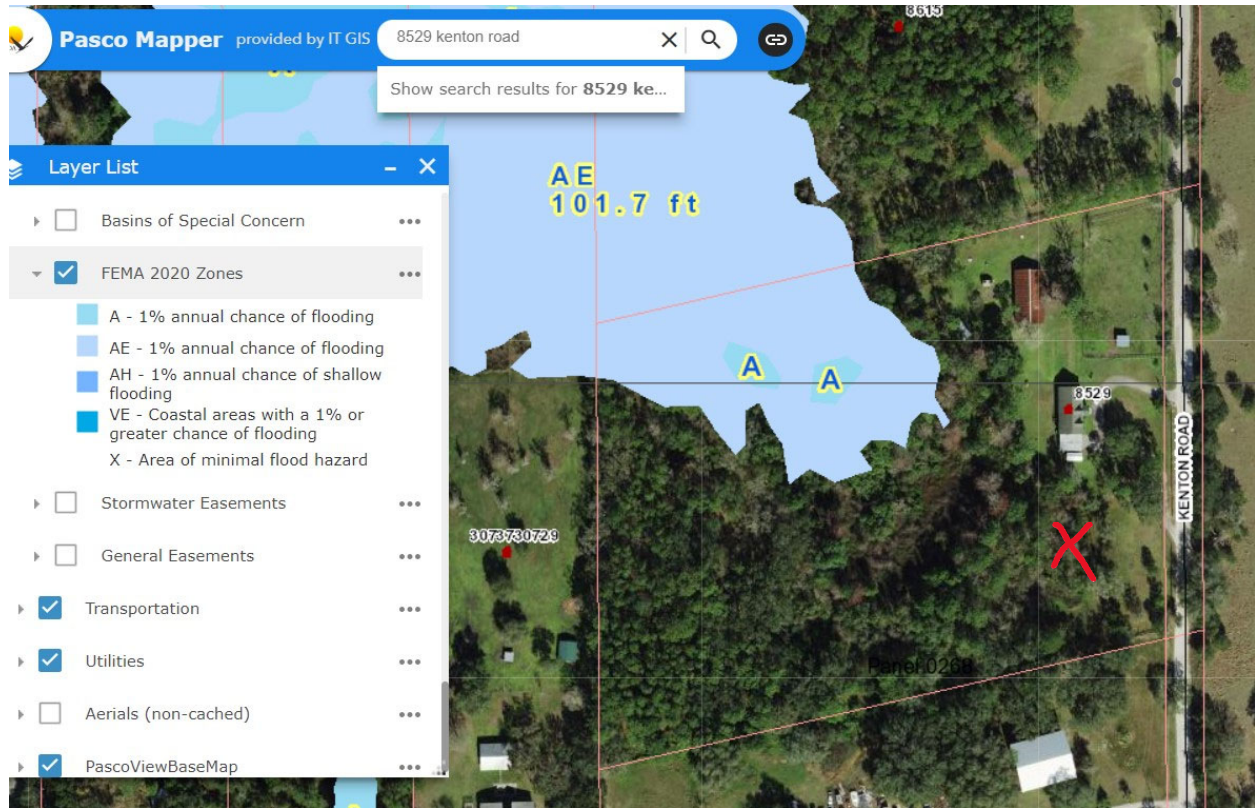 Pasco Mapper provided by IT GIS
8529 kenton road
Show search results for 8529 ke...
Layer List
Basins of Special Concern
FEMA 2020 Zones
A - 1% annual chance of flooding
AE - 1% annual chance of flooding
AH - 1% annual chance of shallow
flooding
VE - Coastal areas with a 1% or
greater chance of flooding
X - Area of minimal flood hazard
Stormwater Easements
General Easements
Transportation
Utilities
Aerials (non-cached)
PascoViewBaseMap
8615
AE
101.7 ft
A
A
8529
KENTON ROAD
3073730729
X
Panel 0268